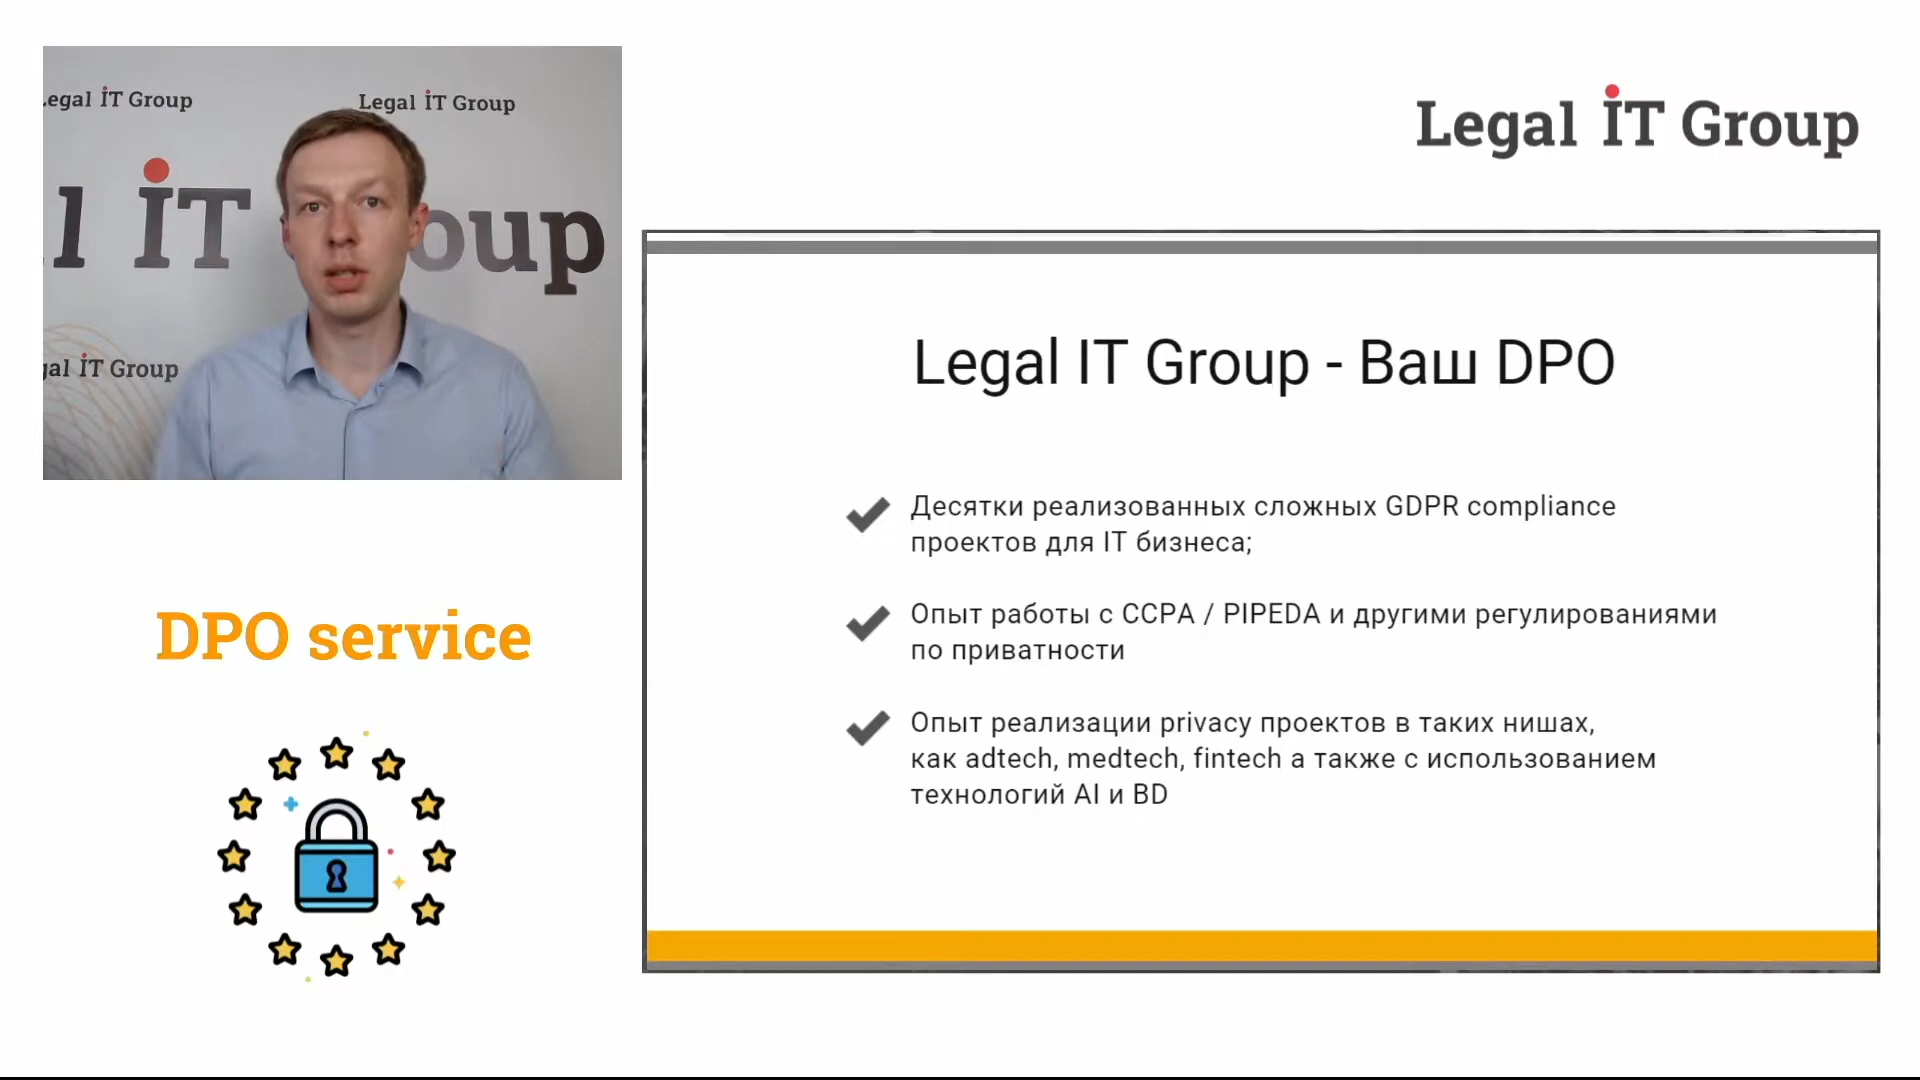 Legal IT Group
egal IT Group
Legal IT Group
l IT Group
al IT Group
Legal IT Group - Ваш DPO
Десятки реализованных сложных GDPR compliance
проектов для IT бизнеса;
Опыт работы с CCPA / PIPEDA и другими регулированиями
по приватности
Опыт реализации privacy проектов в таких нишах,
как adtech, medtech, fintech а также с использованием
технологий AI и BD
DPO service